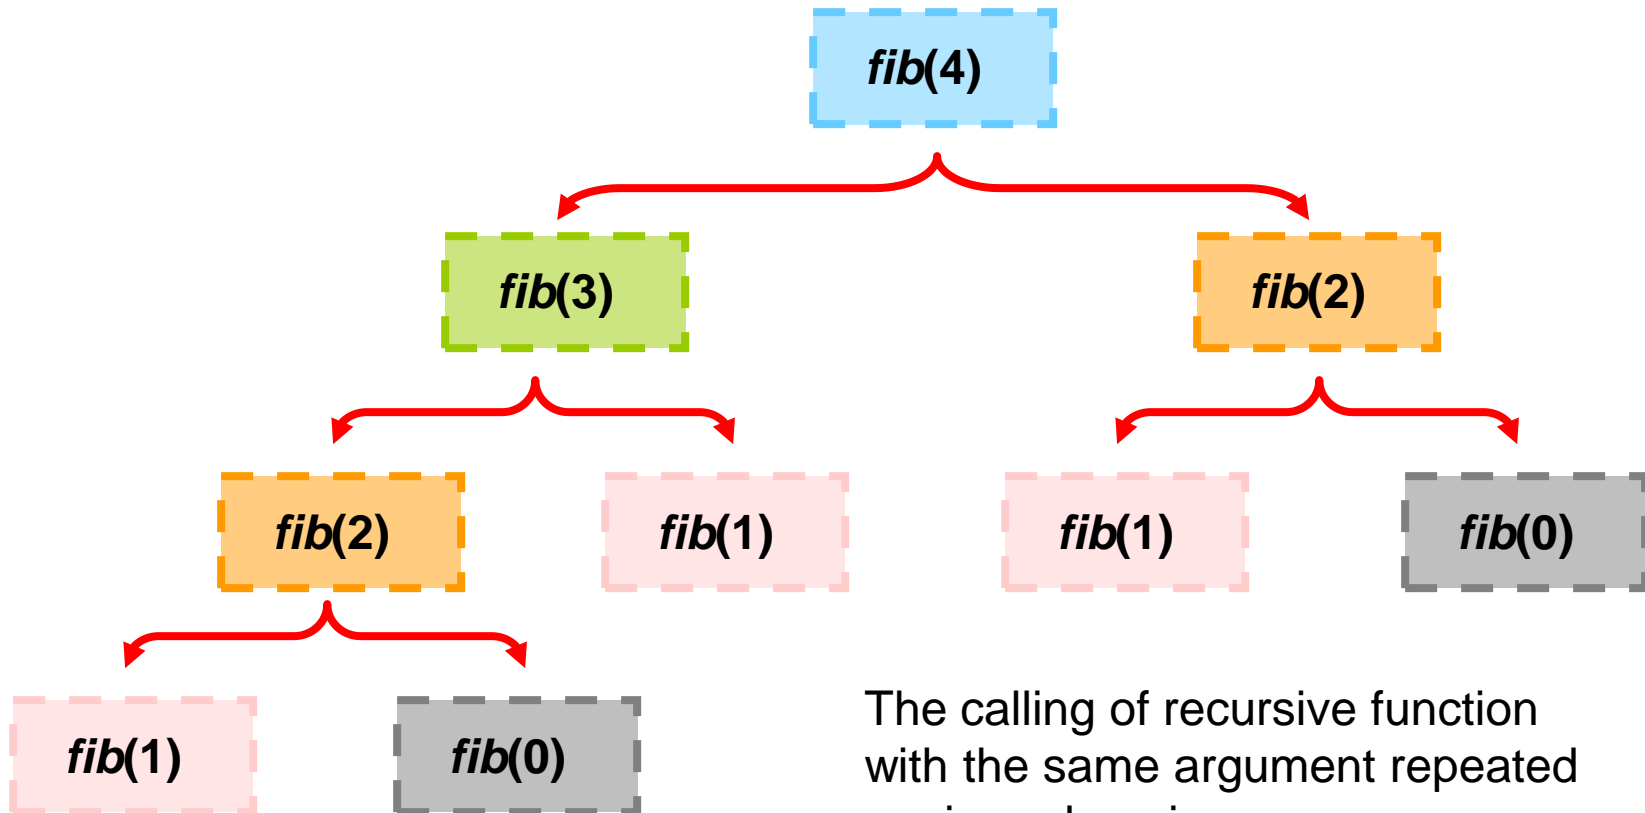 fib(4)
fib(3)
fib(2)
fib(2)
fib(1)
fib(1)
fib(0)
fib(1)
fib(0)
The calling of recursive function
with the same argument repeated